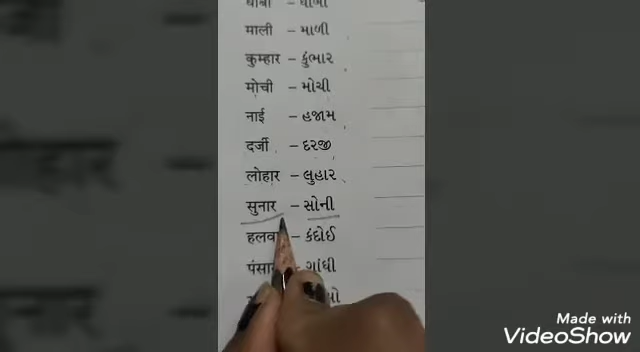 धोबी – ધોબી
माली – માળી
कुम्हार – કુંભાર
मोची – મોચી
नाई – હજામ
दर्जी – દરજી
लोहार – લુહાર
सुनार – સોની
– કંદોઈ
– ગાંધી
Made with
VideoShow